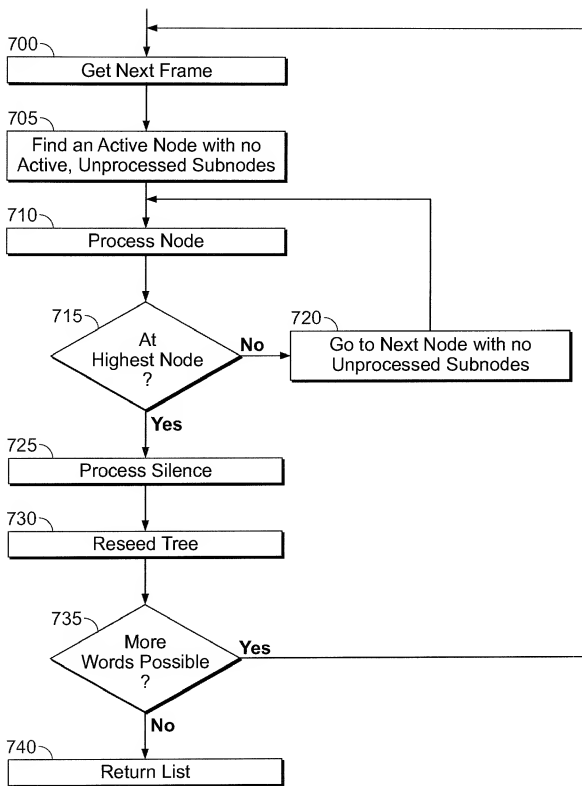 700
Get Next Frame
705
Find an Active Node with no
Active, Unprocessed Subnodes
710
Process Node
715
At
Highest Node
?
No
720
Go to Next Node with no
Unprocessed Subnodes
Yes
725
Process Silence
730
Reseed Tree
735
More
Words Possible
?
Yes
No
740
Return List